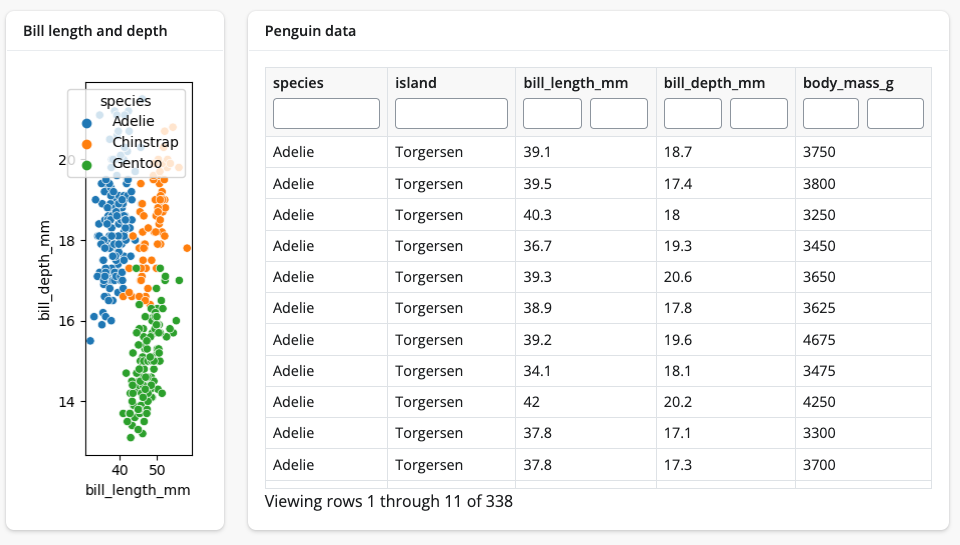 Bill length and depth
species
Adelie
Chinstrap
Gentoo
20
18
16
14
bill_depth_mm
40 50
bill_length_mm
Penguin data
species island bill_length_mm bill_depth_mm body_mass_g
Adelie Torgersen 39.1 18.7 3750
Adelie Torgersen 39.5 17.4 3800
Adelie Torgersen 40.3 18 3250
Adelie Torgersen 36.7 19.3 3450
Adelie Torgersen 39.3 20.6 3650
Adelie Torgersen 38.9 17.8 3625
Adelie Torgersen 39.2 19.6 4675
Adelie Torgersen 34.1 18.1 3475
Adelie Torgersen 42 20.2 4250
Adelie Torgersen 37.8 17.1 3300
Adelie Torgersen 37.8 17.3 3700
Viewing rows 1 through 11 of 338